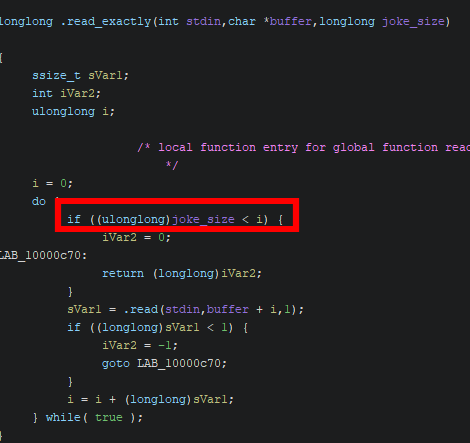 longlong .read_exactly(int stdin,char *buffer,longlong joke_size)
{
ssize_t sVar1;
int iVar2;
ulonglong i;
/* local function entry for global function read
*/
i = 0;
do
if ((ulonglong)joke_size < i) {
iVar2 = 0;
LAB_10000c70:
return (longlong)iVar2;
}
sVar1 = .read(stdin,buffer + i,1);
if ((longlong)sVar1 < 1) {
iVar2 = -1;
goto LAB_10000c70;
}
i = i + (longlong)sVar1;
} while( true );
}